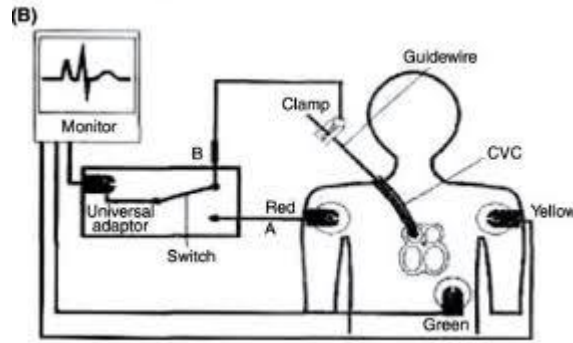 (B)
Guidewire
Clamp
Monitor
B
CVC
Universal
adaptor
Red
A
Yellow
Switch
Green